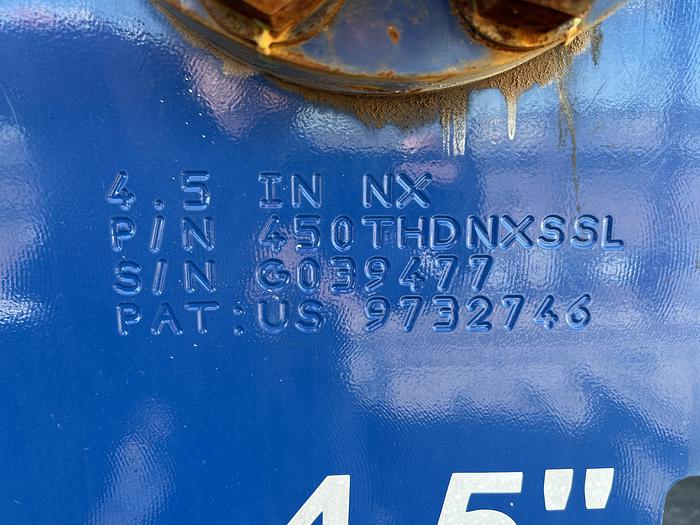 4.5 IN NX
P/N 450THDNXSSL
S/N G039477
PAT:US 9732746
4.5"